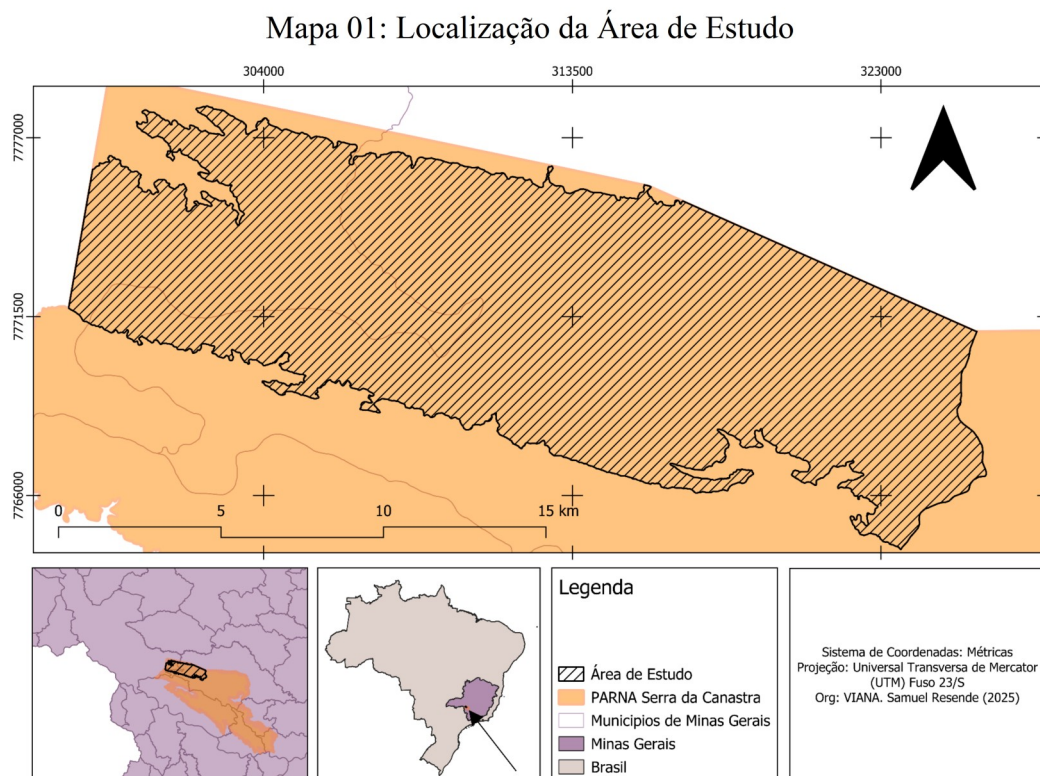 Mapa 01: Localização da Área de Estudo
304000
313500
323000
7777000
7771500
7766000
0
5
10
15 km
Legenda
Área de Estudo
PARNA Serra da Canastra
Municipios de Minas Gerais
Minas Gerais
Brasil
Sistema de Coordenadas: Métricas
Projeção: Universal Transversa de Mercator
(UTM) Fuso 23/S
Org: VIANA. Samuel Resende (2025)